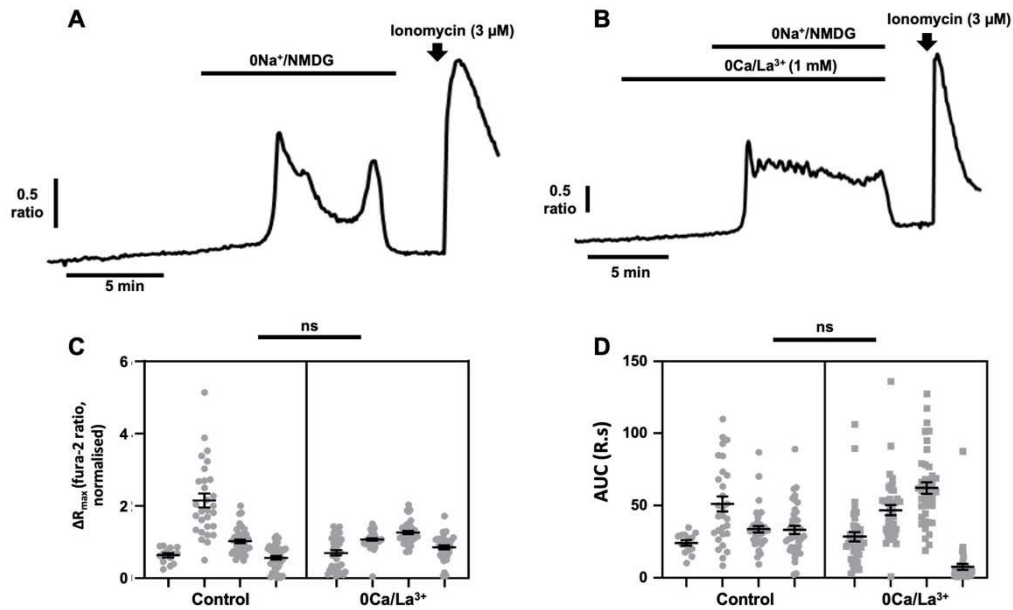 A
Ionomycin (3 µM)
0Na⁺/NMDG
0.5
ratio
5 min
B
Ionomycin (3 µM)
0Na⁺/NMDG
0Ca/La³⁺ (1 mM)
0.5
ratio
5 min
C
ns
6
4
2
0
ΔRmax (fura-2 ratio,
normalised)
Control
0Ca/La³⁺
D
ns
150
100
50
0
AUC (R.s)
Control
0Ca/La³⁺